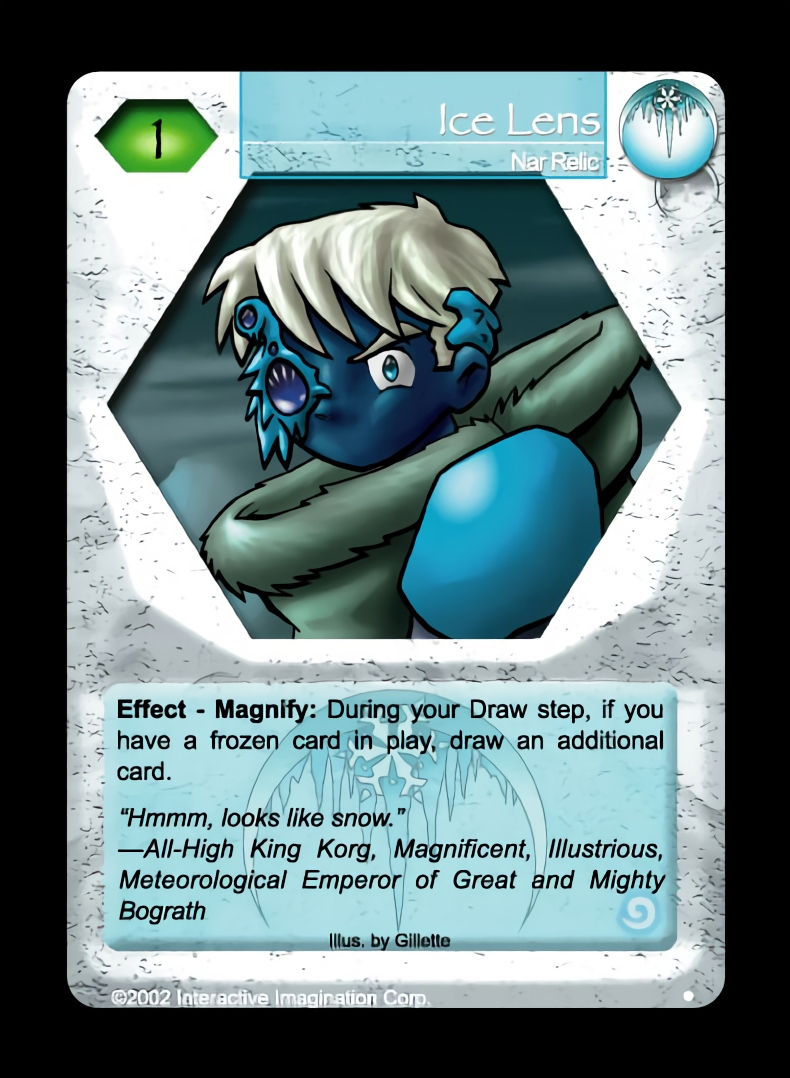 1
Ice Lens
Nar Relic
Effect - Magnify: During your Draw step, if you
have a frozen card in play, draw an additional
card.
“Hmmm, looks like snow.”
—All-High King Korg, Magnificent, Illustrious,
Meteorological Emperor of Great and Mighty
Bograth
Illus. by Gillette
©2002 Interactive Imagination Corp.